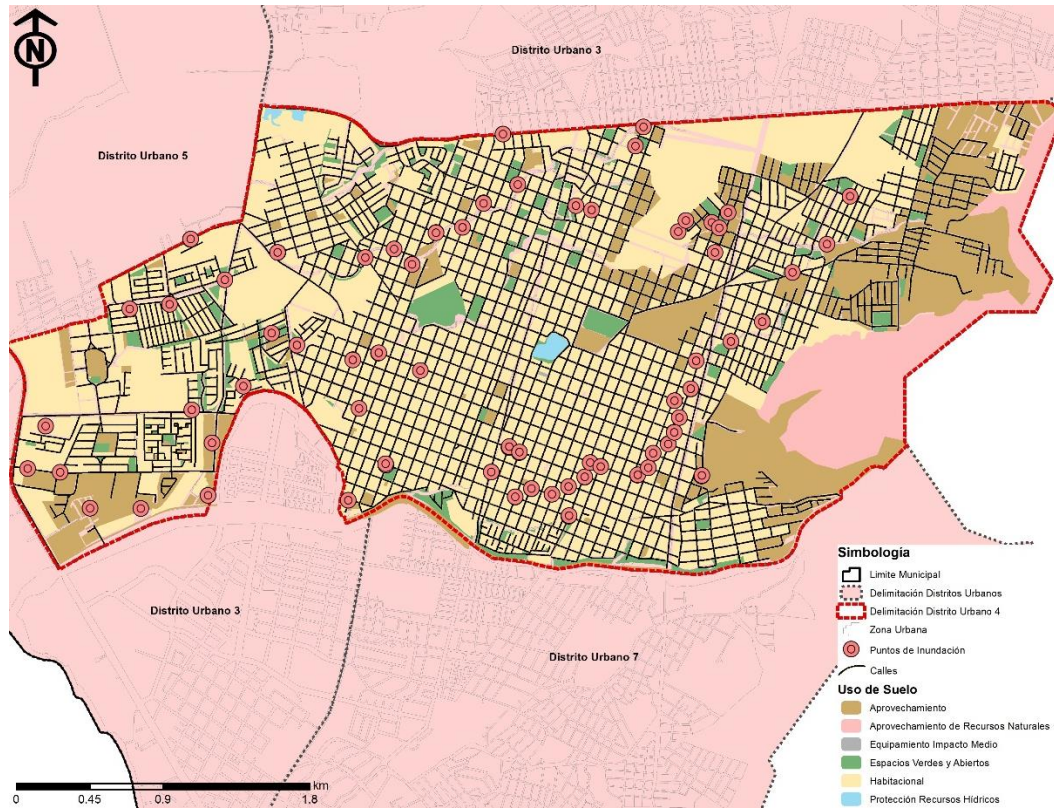 N
Distrito Urbano 3
Distrito Urbano 5
Distrito Urbano 3
Distrito Urbano 7
Simbología
Limite Municipal
Delimitación Distritos Urbanos
Delimitación Distrito Urbano 4
Zona Urbana
Puntos de Inundación
Calles
Uso de Suelo
Aprovechamiento
Aprovechamiento de Recursos Naturales
Equipamiento Impacto Medio
Espacios Verdes y Abiertos
Habitacional
Protección Recursos Hídricos
km
0 0.45 0.9 1.8